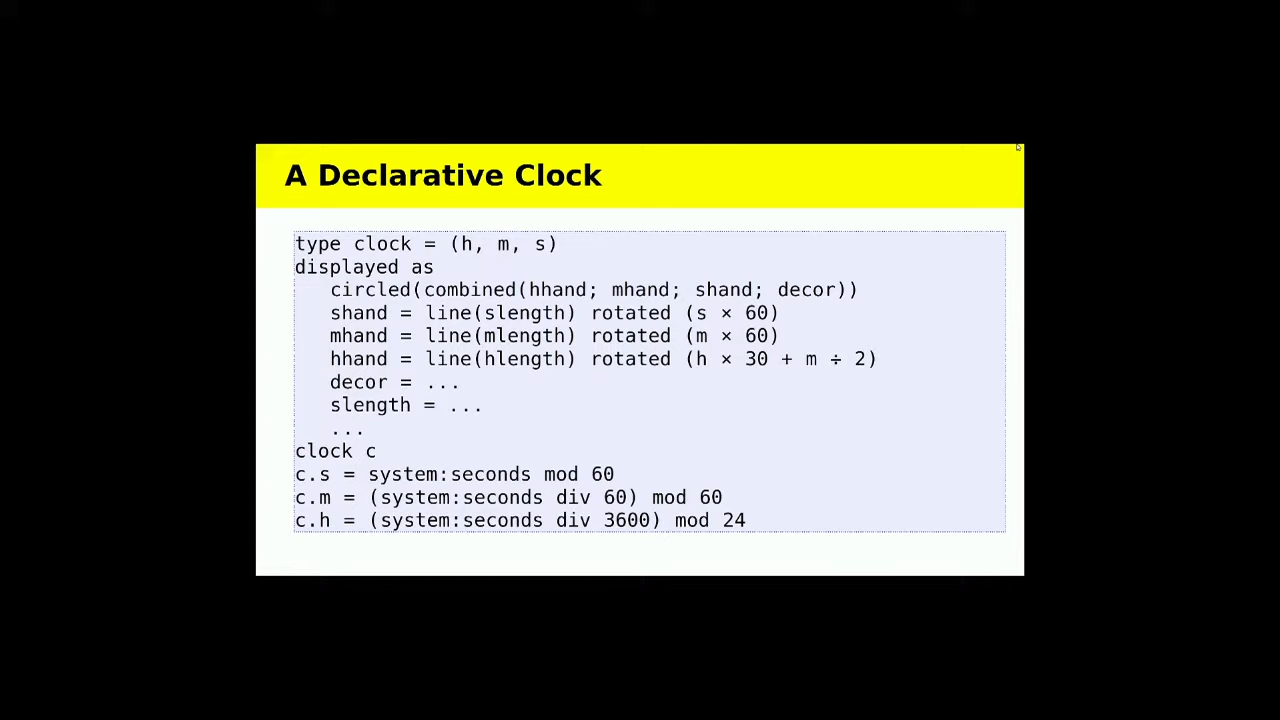 A Declarative Clock
type clock = (h, m, s)
displayed as
circled(combined(hhand; mhand; shand; decor))
shand = line(slength) rotated (s × 60)
mhand = line(mlength) rotated (m × 60)
hhand = line(hlength) rotated (h × 30 + m ÷ 2)
decor = ...
slength = ...
...
clock c
c.s = system:seconds mod 60
c.m = (system:seconds div 60) mod 60
c.h = (system:seconds div 3600) mod 24